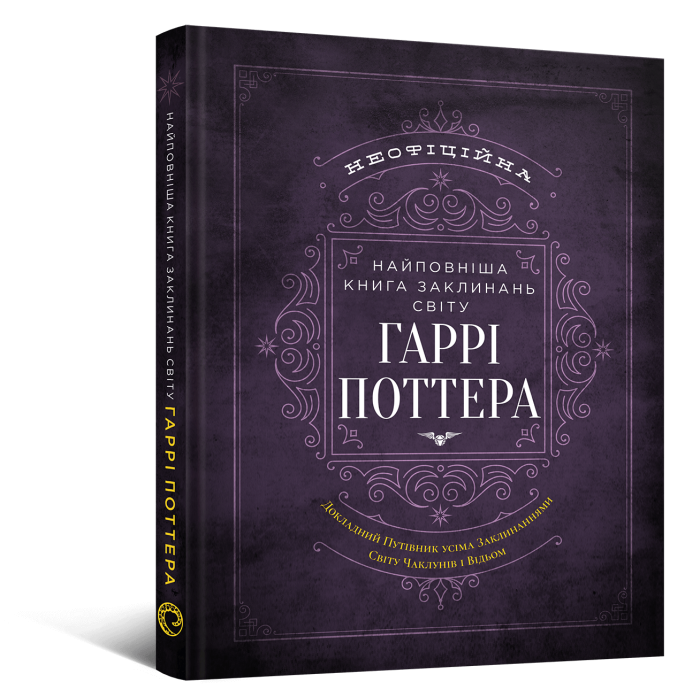 НЕОФІЦІЙНА
НАЙПОВНІША
КНИГА ЗАКЛИНАНЬ
СВІТУ
ГАРРІ
ПОТТЕРА
Докладний Путівник усіма Заклинаннями
Світу Чаклунів і Відьом
НАЙПОВНІША КНИГА ЗАКЛИНАНЬ СВІТУ ГАРРІ ПОТТЕРА